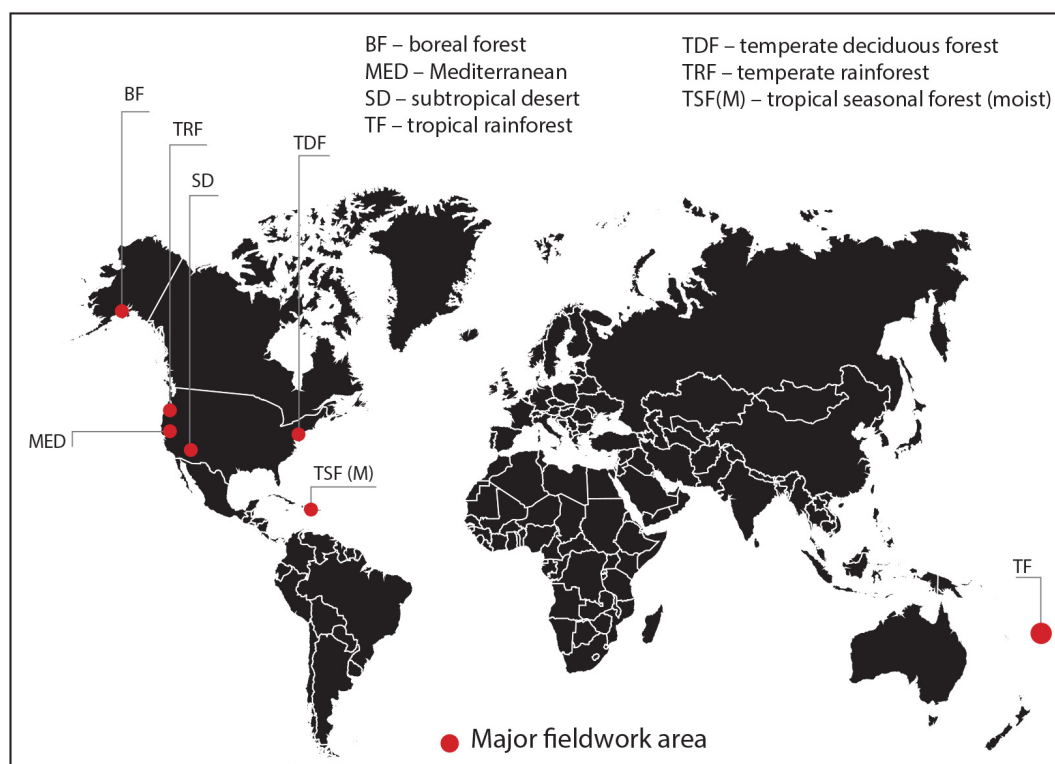 BF – boreal forest
MED – Mediterranean
SD – subtropical desert
TF – tropical rainforest
TDF – temperate deciduous forest
TRF – temperate rainforest
TSF(M) – tropical seasonal forest (moist)
BF
TRF
TDF
SD
MED
TSF (M)
TF
Major fieldwork area